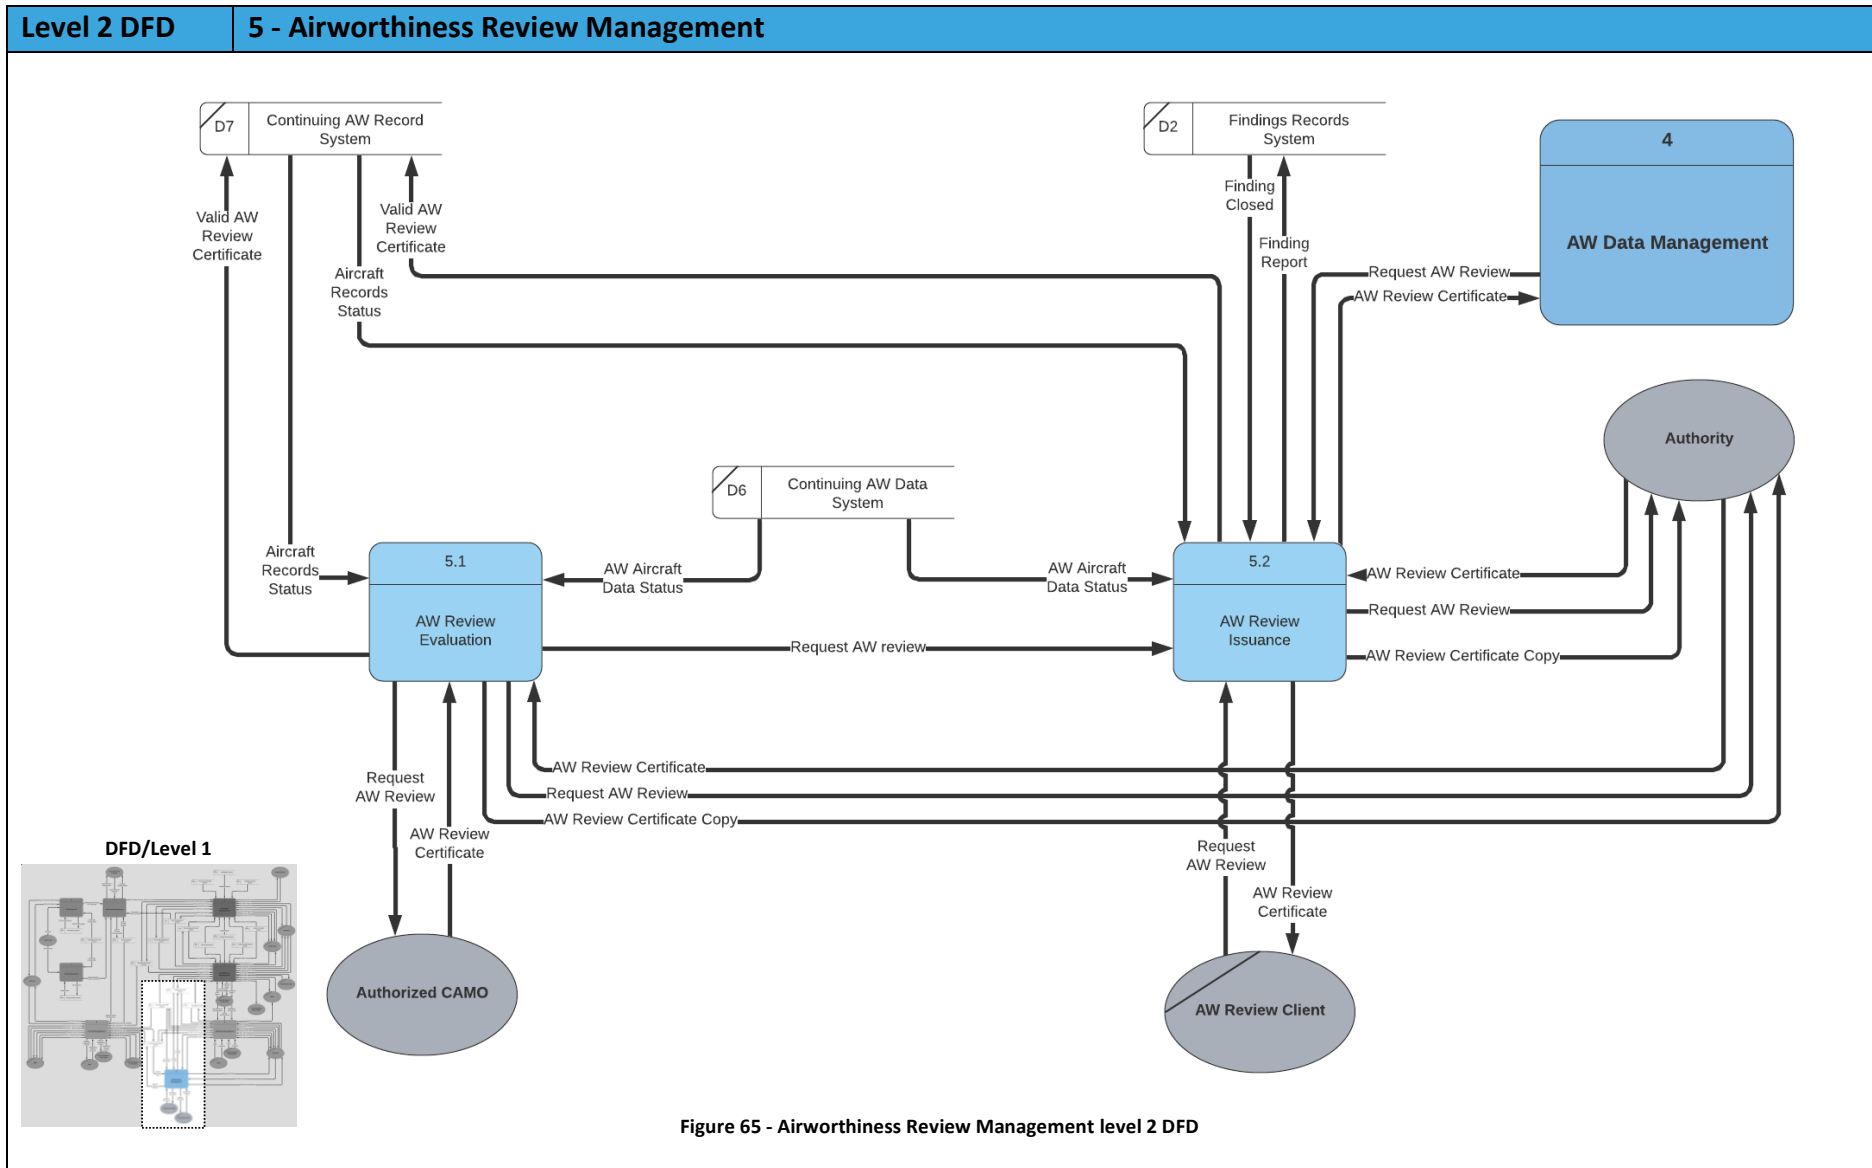 Level 2 DFD
5 - Airworthiness Review Management
D7
Continuing AW Record
System
D2
Findings Records
System
4
AW Data Management
Valid AW
Review
Certificate
Valid AW
Review
Certificate
Aircraft
Records
Status
Finding
Closed
Finding
Report
Request AW Review
AW Review Certificate
Authority
D6
Continuing AW Data
System
Aircraft
Records
Status
5.1
AW Review
Evaluation
AW Aircraft
Data Status
AW Aircraft
Data Status
5.2
AW Review
Issuance
AW Review Certificate
Request AW Review
AW Review Certificate Copy
Request AW review
AW Review Certificate
Request AW Review
AW Review Certificate Copy
Request
AW Review
AW Review
Certificate
Request
AW Review
AW Review
Certificate
Authorized CAMO
AW Review Client
DFD/Level 1
Figure 65 - Airworthiness Review Management level 2 DFD